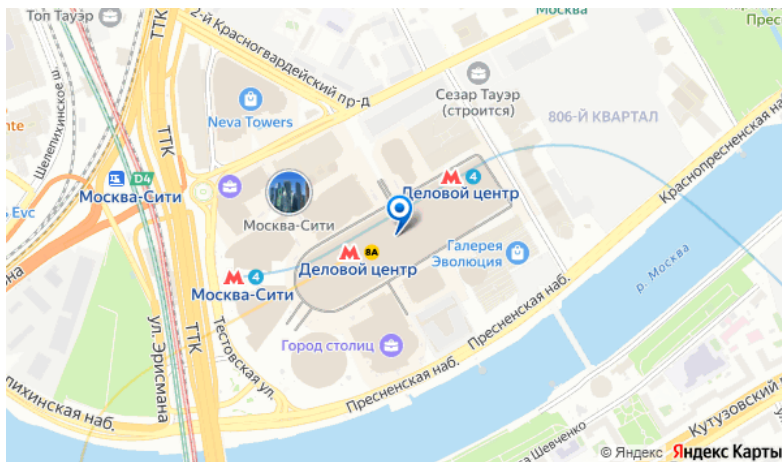 Топ Тауэр
ТТК
2-й Красногвардейский пр-д
Москва
Сезар Тауэр
(строится)
806-Й КВАРТАЛ
Шелепихинское ш.
Neva Towers
ТТК
D4
Москва-Сити
Москва-Сити
4
Деловой центр
8А
Деловой центр
4
Москва-Сити
Галерея
Эволюция
Краснопресненская наб.
р. Москва
Город столиц
Пресненская наб.
Пресненская наб.
Тестовская ул.
ТТК
ул. Эрисмана
Кутузовский
© Яндекс Яндекс Карты